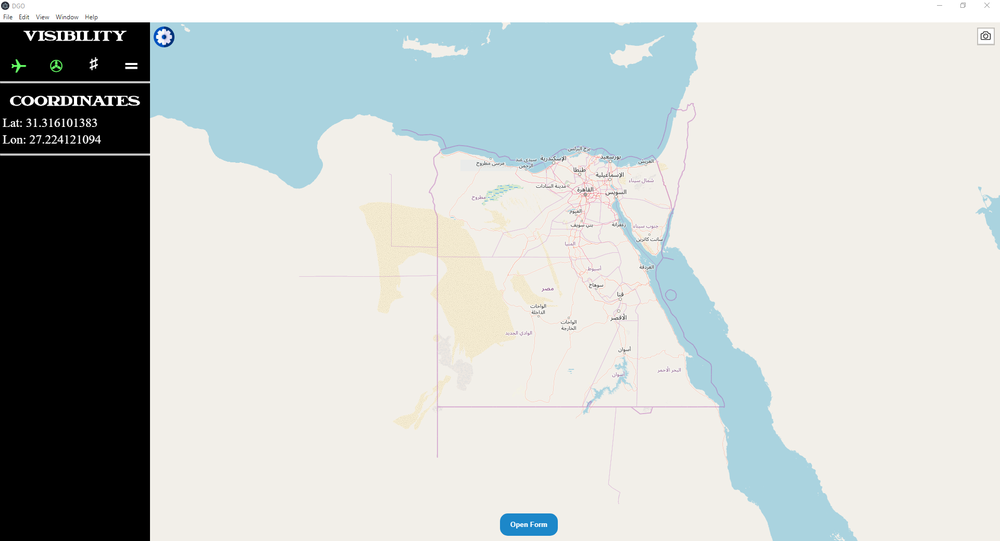 DGO
File Edit View Window Help
VISIBILITY
COORDINATES
Lat: 31.316101383
Lon: 27.224121094
برج البرلس
بورسعيد
الإسكندرية
سيدي عبد
الرحمن
مرسى مطروح
العريش
طنطا
الإسماعيلية
شمال سيناء
مدينة السادات
القاهرة
السويس
مطروح
الفيوم
بني سويف
زعفرانة
جنوب سيناء
سانت كاترين
المنيا
الغردقة
أسيوط
سوهاج
مصر
قنا
الواحات
الداخلة
الأقصر
الواحات
الخارجة
الوادي الجديد
أسوان
البحر الأحمر
أسوان
Open Form